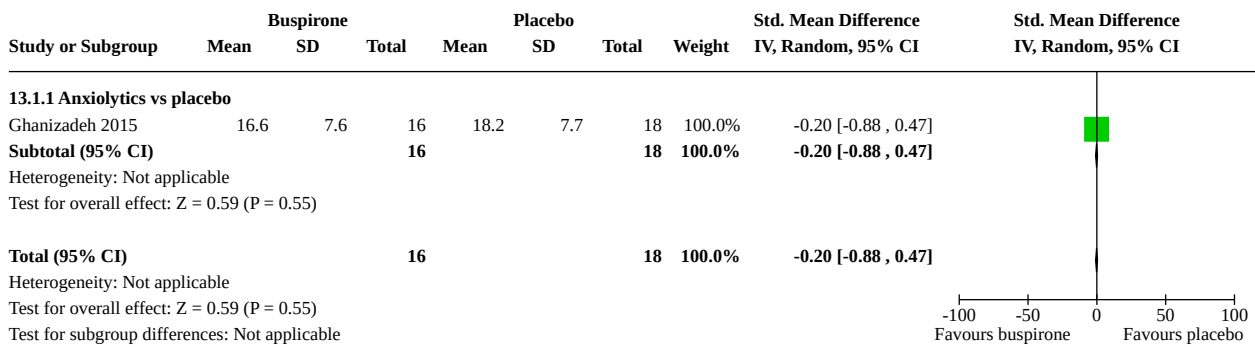 Buspirone Placebo Std. Mean Difference Std. Mean Difference
Study or Subgroup Mean SD Total Mean SD Total Weight IV, Random, 95% CI IV, Random, 95% CI
13.1.1 Anxiolytics vs placebo
Ghanizadeh 2015 16.6 7.6 16 18.2 7.7 18 100.0% -0.20 [-0.88 , 0.47]
Subtotal (95% CI) 16 18 100.0% -0.20 [-0.88 , 0.47]
Heterogeneity: Not applicable
Test for overall effect: Z = 0.59 (P = 0.55)
Total (95% CI) 16 18 100.0% -0.20 [-0.88 , 0.47]
Heterogeneity: Not applicable
Test for overall effect: Z = 0.59 (P = 0.55)
-100 -50 0 50 100
Test for subgroup differences: Not applicable Favours buspirone Favours placebo